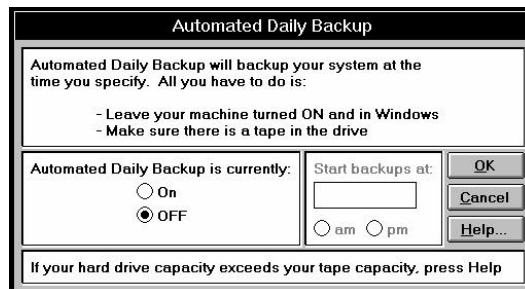 Automated Daily Backup
Automated Daily Backup will backup your system at the
time you specify. All you have to do is:
- Leave your machine turned ON and in Windows
- Make sure there is a tape in the drive
Automated Daily Backup is currently:
On
OFF
Start backups at:
am pm
OK
Cancel
Help...
If your hard drive capacity exceeds your tape capacity, press Help